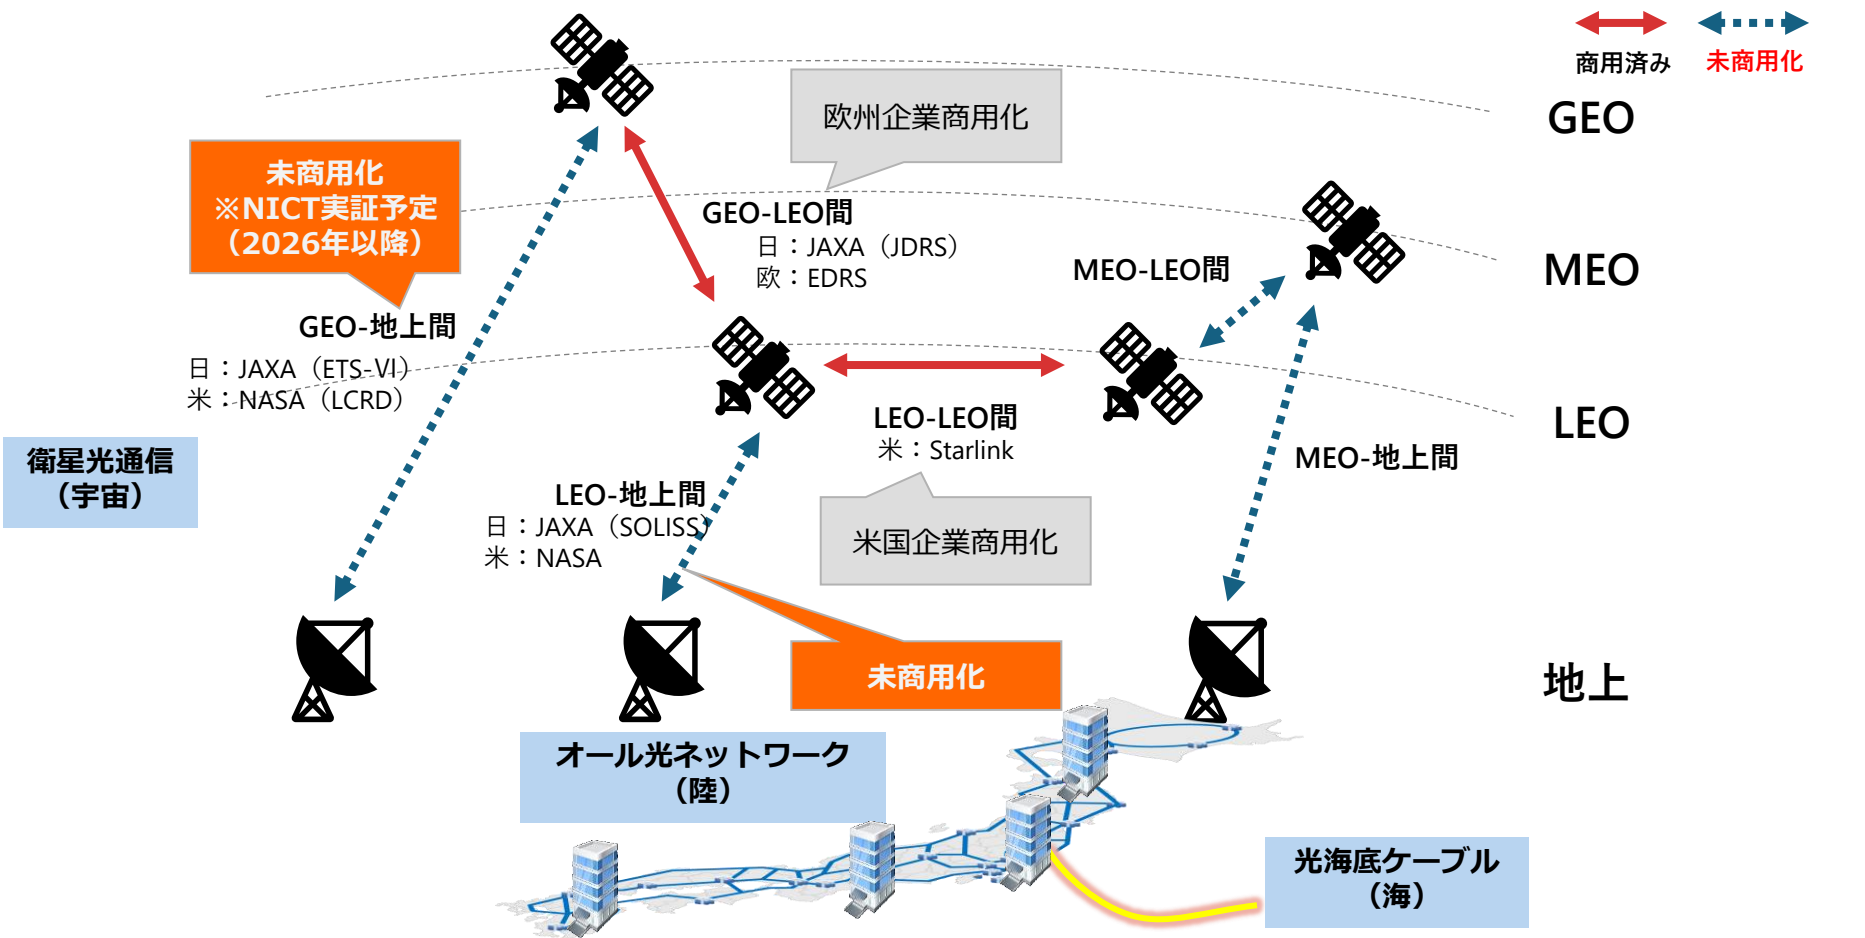 商用済み
未商用化
GEO
欧州企業商用化
未商用化
※NICT実証予定
（2026年以降）
GEO-LEO間
日：JAXA（JDRS）
欧：EDRS
MEO-LEO間
MEO
GEO-地上間
日：JAXA（ETS-VI）
米：NASA（LCRD）
LEO-LEO間
米：Starlink
LEO
衛星光通信
（宇宙）
MEO-地上間
LEO-地上間
日：JAXA（SOLISS）
米：NASA
米国企業商用化
未商用化
地上
オール光ネットワーク
（陸）
光海底ケーブル
（海）